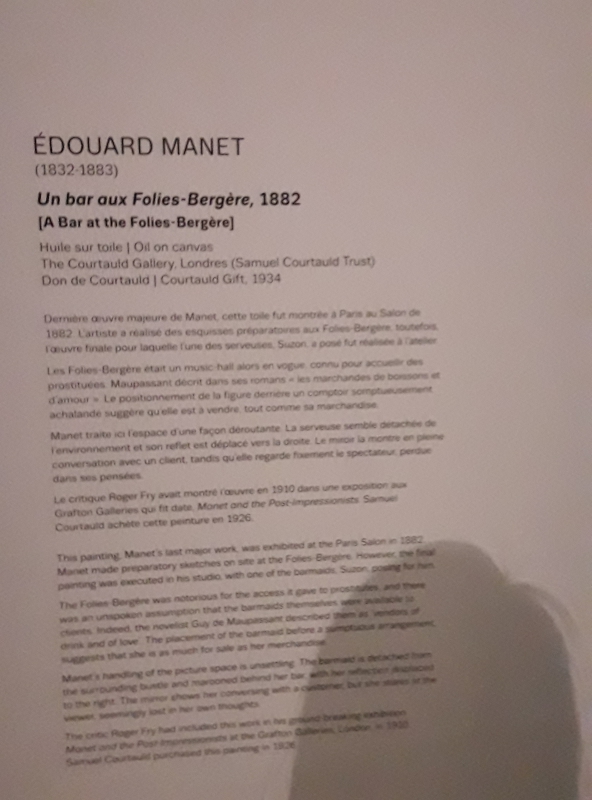 ÉDOUARD MANET
(1832-1883)
Un bar aux Folies-Bergère, 1882
[A Bar at the Folies-Bergère]
Huile sur toile | Oil on canvas
The Courtauld Gallery, Londres (Samuel Courtauld Trust)
Don de Courtauld | Courtauld Gift, 1934
Dernière œuvre majeure de Manet, cette toile fut montrée à Paris au Salon de
1882. L'artiste a réalisé des esquisses préparatoires aux Folies-Bergère, toutefois,
l'œuvre finale pour laquelle l'une des serveuses, Suzon, a posé fut réalisée à l'atelier.
Les Folies-Bergère était un music-hall alors en vogue, connu pour accueillir des
prostituées. Maupassant décrit dans ses romans « les marchandes de boissons et
d'amour ». Le positionnement de la figure derrière un comptoir somptueusement
achalandé suggère qu'elle est à vendre, tout comme sa marchandise.
Manet traite ici l'espace d'une façon déroutante. La serveuse semble détachée de
l'environnement et son reflet est déplacé vers la droite. Le miroir la montre en pleine
conversation avec un client, tandis qu'elle regarde fixement le spectateur, perdue
dans ses pensées.
Le critique Roger Fry avait montré l'œuvre en 1910 dans une exposition aux
Grafton Galleries qui fit date, Manet and the Post-Impressionists. Samuel
Courtauld achète cette peinture en 1926.
This painting, Manet's last major work, was exhibited at the Paris Salon in 1882.
Manet made preparatory sketches on site at the Folies-Bergère. However, the final
painting was executed in his studio, with one of the barmaids, Suzon, posing for him.
The Folies-Bergère was notorious for the access it gave to prostitutes, and there
was an unspoken assumption that the barmaids themselves were available to
clients. Indeed, the novelist Guy de Maupassant described them as 'vendors of
drink and of love'. The placement of the barmaid before a sumptuous arrangement,
suggests that she is as much for sale as her merchandise.
Manet's handling of the picture space is unsettling. The barmaid is detached from
the surrounding bustle and marooned behind her bar, with her reflection displaced
to the right. The mirror shows her conversing with a customer, but she stares at the
viewer, seemingly lost in her own thoughts.
The critic Roger Fry had included this work in his ground breaking exhibition
Manet and the Post-Impressionists at the Grafton Galleries, London, in 1910.
Samuel Courtauld purchased this painting in 1926.